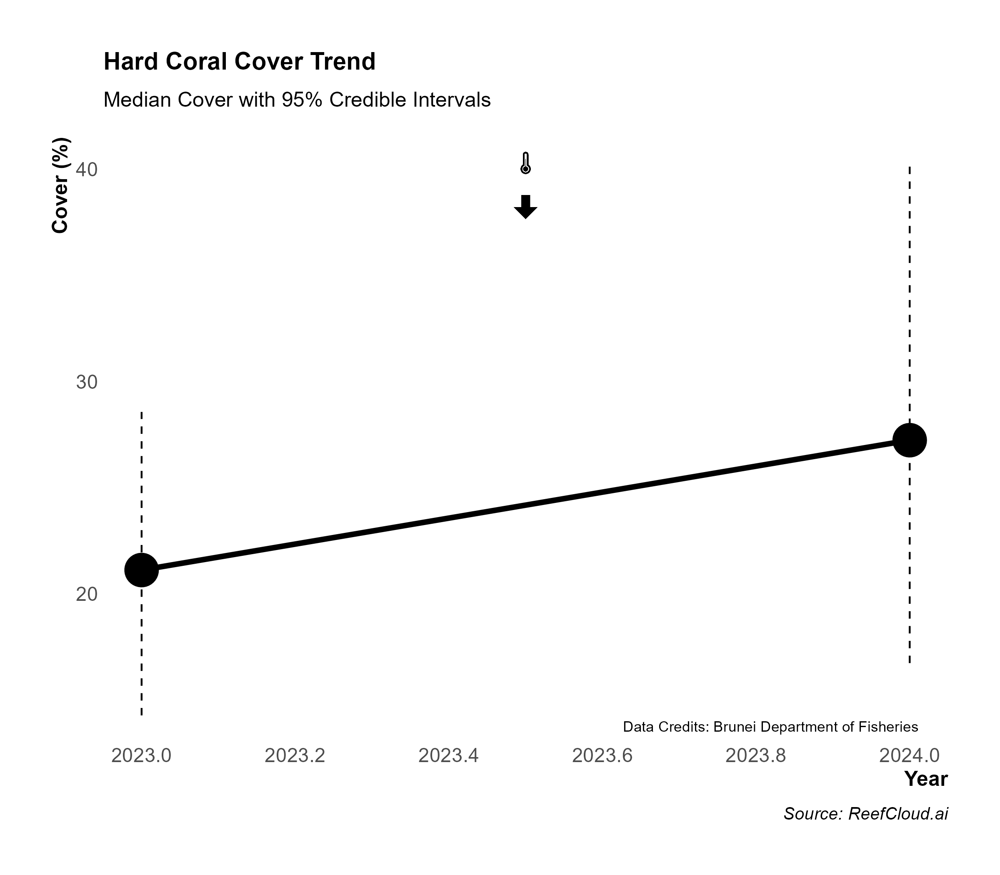 Hard Coral Cover Trend
Median Cover with 95% Credible Intervals
Cover (%)
40
30
20
Data Credits: Brunei Department of Fisheries
2023.0 2023.2 2023.4 2023.6 2023.8 2024.0
Year
Source: ReefCloud.ai